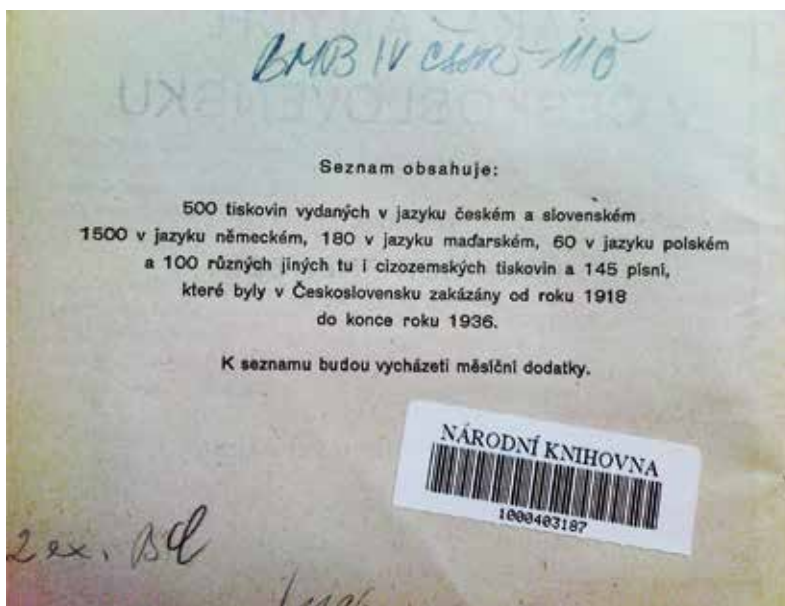 BMB IV
Seznam obsahuje:
500 tiskovin vydaných v jazyku českém a slovenském
1500 v jazyku německém, 180 v jazyku maďarském, 60 v jazyku polském
a 100 různých jiných tu i cizozemských tiskovin a 145 písní,
které byly v Československu zakázány od roku 1918
do konce roku 1936.
K seznamu budou vycházeti měsíční dodatky.
NÁRODNÍ KNIHOVNA
1000403187
2 ex.